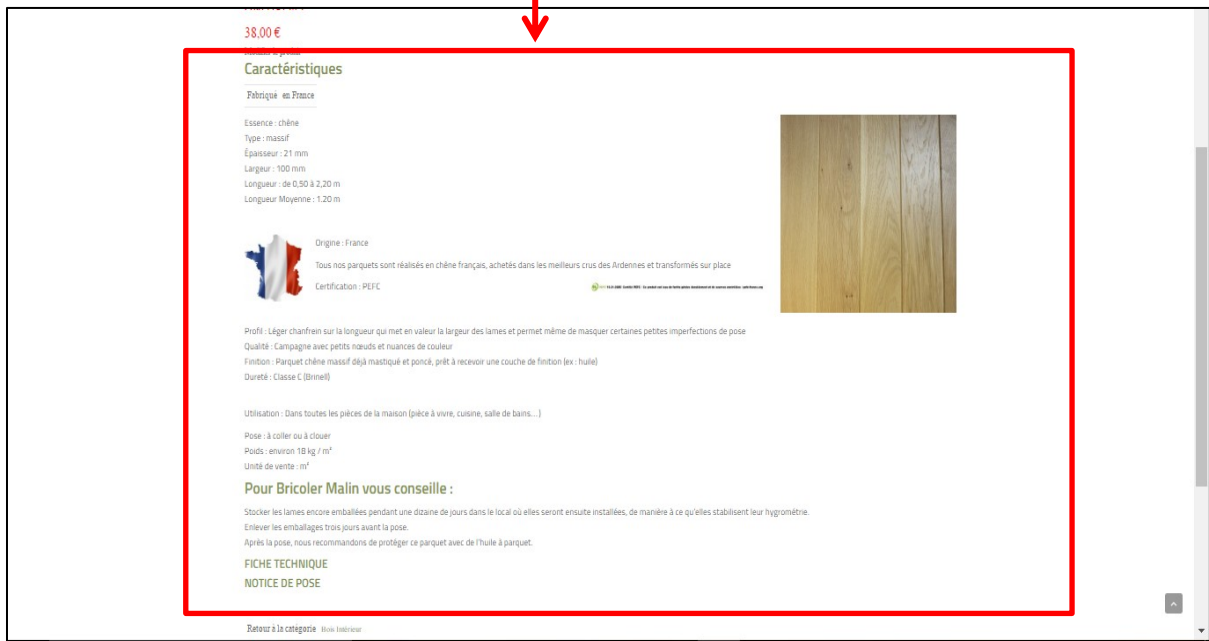 38,00 €
Caractéristiques
Fabriqué en France
Essence : chêne
Type : massif
Épaisseur : 21 mm
Largeur : 100 mm
Longueur : de 0,50 à 2,20 m
Longueur Moyenne : 1.20 m
Origine : France
Tous nos parquets sont réalisés en chêne français, achetés dans les meilleurs crus des Ardennes et transformés sur place
Certification : PEFC
Profil : Léger chanfrein sur la longueur qui met en valeur la largeur des lames et permet même de masquer certaines petites imperfections de pose
Qualité : Campagne avec petits nœuds et nuances de couleur
Finition : Parquet chêne massif déjà mastiqué et poncé, prêt à recevoir une couche de finition (ex : huile)
Dureté : Classe C (Brinell)
Utilisation : Dans toutes les pièces de la maison (pièce à vivre, cuisine, salle de bains...)
Pose : à coller ou à clouer
Poids : environ 18 kg / m²
Unité de vente : m²
Pour Bricoler Malin vous conseille :
Stocker les lames encore emballées pendant une dizaine de jours dans le local où elles seront ensuite installées, de manière à ce qu'elles stabilisent leur hygrométrie.
Enlever les emballages trois jours avant la pose.
Après la pose, nous recommandons de protéger ce parquet avec de l'huile à parquet.
FICHE TECHNIQUE
NOTICE DE POSE
Retour à la catégorie Bois Intérieur